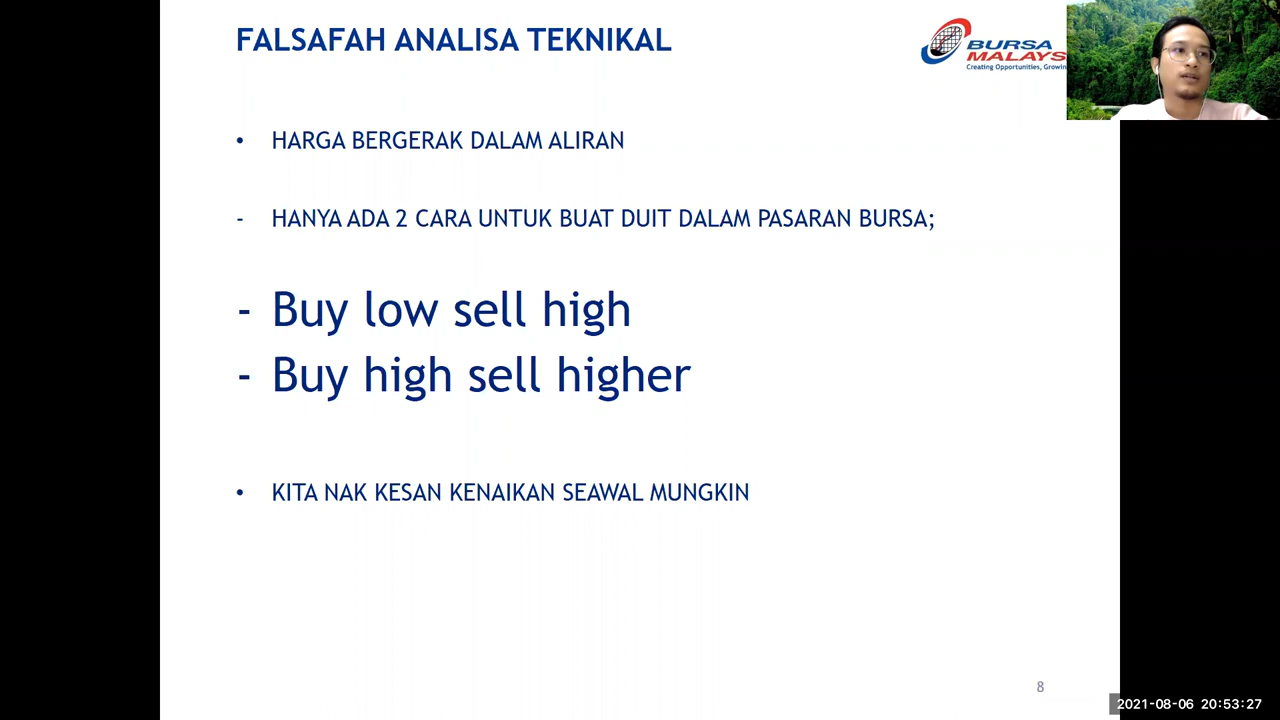 FALSAFAH ANALISA TEKNIKAL
BURSA
MALAYS
Creating Opportunities, Growin
• HARGA BERGERAK DALAM ALIRAN
- HANYA ADA 2 CARA UNTUK BUAT DUIT DALAM PASARAN BURSA;
- Buy low sell high
- Buy high sell higher
• KITA NAK KESAN KENAIKAN SEAWAL MUNGKIN
8
2021-08-06 20:53:27